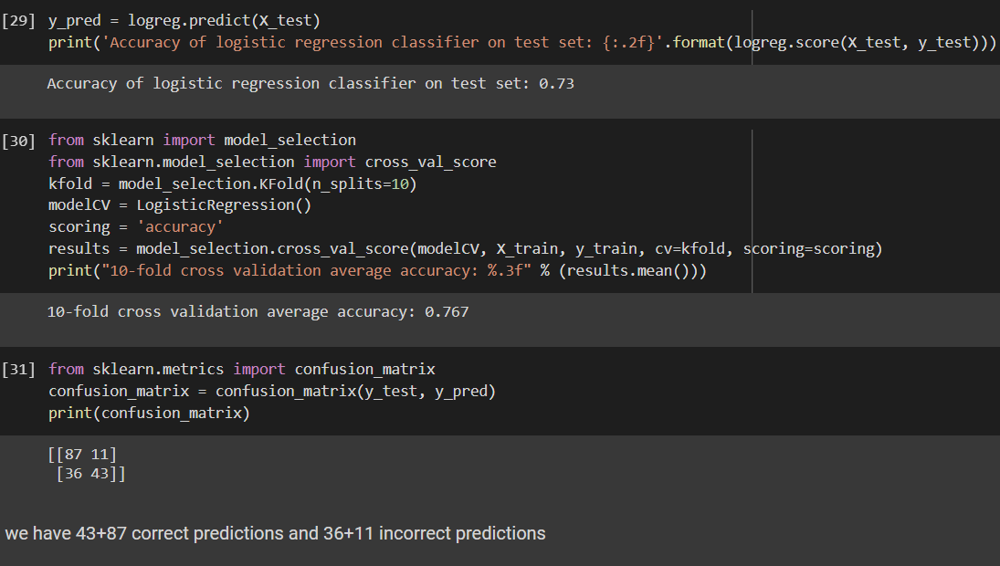 [29] y_pred = logreg.predict(X_test)
print('Accuracy of logistic regression classifier on test set: {:.2f}'.format(logreg.score(X_test, y_test)))
Accuracy of logistic regression classifier on test set: 0.73
[30] from sklearn import model_selection
from sklearn.model_selection import cross_val_score
kfold = model_selection.KFold(n_splits=10)
modelCV = LogisticRegression()
scoring = 'accuracy'
results = model_selection.cross_val_score(modelCV, X_train, y_train, cv=kfold, scoring=scoring)
print("10-fold cross validation average accuracy: %.3f" % (results.mean()))
10-fold cross validation average accuracy: 0.767
[31] from sklearn.metrics import confusion_matrix
confusion_matrix = confusion_matrix(y_test, y_pred)
print(confusion_matrix)
[[87 11]
[36 43]]
we have 43+87 correct predictions and 36+11 incorrect predictions